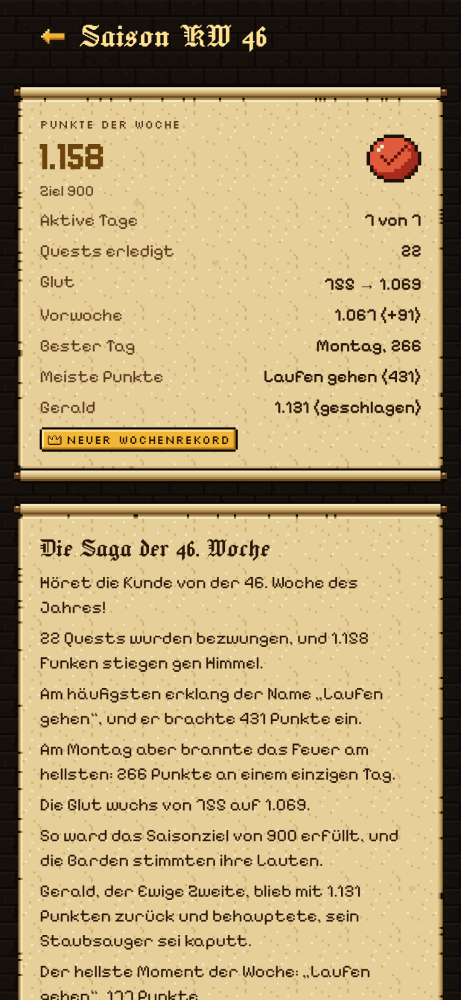 Saison KW 46
PUNKTE DER WOCHE
1.158
Ziel 900
Aktive Tage 7 von 7
Quests erledigt 22
Glut 758 → 1.069
Vorwoche 1.067 (+91)
Bester Tag Montag, 266
Meiste Punkte Laufen gehen (431)
Gerald 1.131 (geschlagen)
NEUER WOCHENREKORD
Die Saga der 46. Woche
Höret die Kunde von der 46. Woche des
Jahres!
22 Quests wurden bezwungen, und 1.158
Funken stiegen gen Himmel.
Am häufigsten erklang der Name „Laufen
gehen“, und er brachte 431 Punkte ein.
Am Montag aber brannte das Feuer am
hellsten: 266 Punkte an einem einzigen Tag.
Die Glut wuchs von 758 auf 1.069.
So ward das Saisonziel von 900 erfüllt, und
die Barden stimmten ihre Lauten.
Gerald, der Ewige Zweite, blieb mit 1.131
Punkten zurück und behauptete, sein
Staubsauger sei kaputt.
Der hellste Moment der Woche: „Laufen
gehen“, 177 Punkte